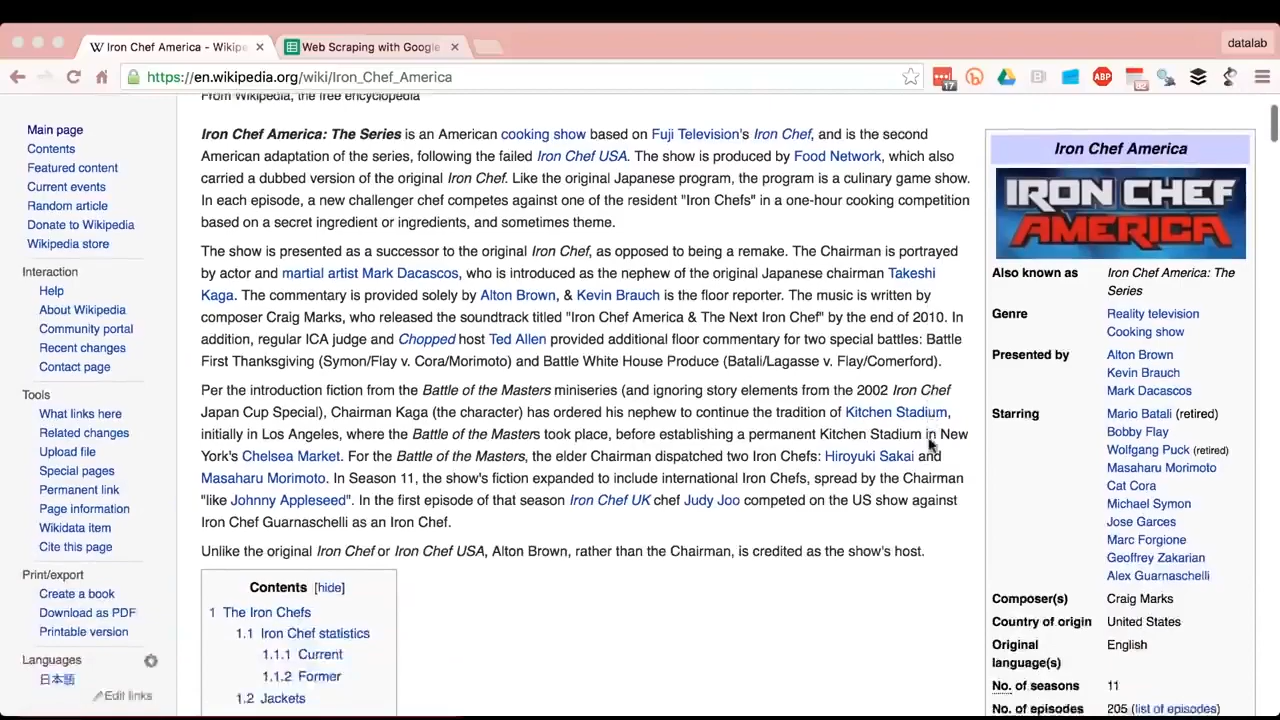 Iron Chef America - Wikipe
Web Scraping with Google
datalab
https://en.wikipedia.org/wiki/Iron_Chef_America
17
ABP
62
Main page
Contents
Featured content
Current events
Random article
Donate to Wikipedia
Wikipedia store
Interaction
Help
About Wikipedia
Community portal
Recent changes
Contact page
Tools
What links here
Related changes
Upload file
Special pages
Permanent link
Page information
Wikidata item
Cite this page
Print/export
Create a book
Download as PDF
Printable version
Languages
日本語
Edit links
From Wikipedia, the free encyclopedia
Iron Chef America: The Series is an American cooking show based on Fuji Television's Iron Chef, and is the second
American adaptation of the series, following the failed Iron Chef USA. The show is produced by Food Network, which also
carried a dubbed version of the original Iron Chef. Like the original Japanese program, the program is a culinary game show.
In each episode, a new challenger chef competes against one of the resident "Iron Chefs" in a one-hour cooking competition
based on a secret ingredient or ingredients, and sometimes theme.
The show is presented as a successor to the original Iron Chef, as opposed to being a remake. The Chairman is portrayed
by actor and martial artist Mark Dacascos, who is introduced as the nephew of the original Japanese chairman Takeshi
Kaga. The commentary is provided solely by Alton Brown, & Kevin Brauch is the floor reporter. The music is written by
composer Craig Marks, who released the soundtrack titled "Iron Chef America & The Next Iron Chef" by the end of 2010. In
addition, regular ICA judge and Chopped host Ted Allen provided additional floor commentary for two special battles: Battle
First Thanksgiving (Symon/Flay v. Cora/Morimoto) and Battle White House Produce (Batali/Lagasse v. Flay/Comerford).
Per the introduction fiction from the Battle of the Masters miniseries (and ignoring story elements from the 2002 Iron Chef
Japan Cup Special), Chairman Kaga (the character) has ordered his nephew to continue the tradition of Kitchen Stadium,
initially in Los Angeles, where the Battle of the Masters took place, before establishing a permanent Kitchen Stadium in New
York's Chelsea Market. For the Battle of the Masters, the elder Chairman dispatched two Iron Chefs: Hiroyuki Sakai and
Masaharu Morimoto. In Season 11, the show's fiction expanded to include international Iron Chefs, spread by the Chairman
"like Johnny Appleseed". In the first episode of that season Iron Chef UK chef Judy Joo competed on the US show against
Iron Chef Guarnaschelli as an Iron Chef.
Unlike the original Iron Chef or Iron Chef USA, Alton Brown, rather than the Chairman, is credited as the show's host.
Contents [hide]
1 The Iron Chefs
1.1 Iron Chef statistics
1.1.1 Current
1.1.2 Former
1.2 Jackets
Iron Chef America
IRON CHEF
AMERICA
Also known as Iron Chef America: The
Series
Genre Reality television
Cooking show
Presented by Alton Brown
Kevin Brauch
Mark Dacascos
Starring Mario Batali (retired)
Bobby Flay
Wolfgang Puck (retired)
Masaharu Morimoto
Cat Cora
Michael Symon
Jose Garces
Marc Forgione
Geoffrey Zakarian
Alex Guarnaschelli
Composer(s) Craig Marks
Country of origin United States
Original English
language(s)
No. of seasons 11
No. of episodes 205 (list of episodes)